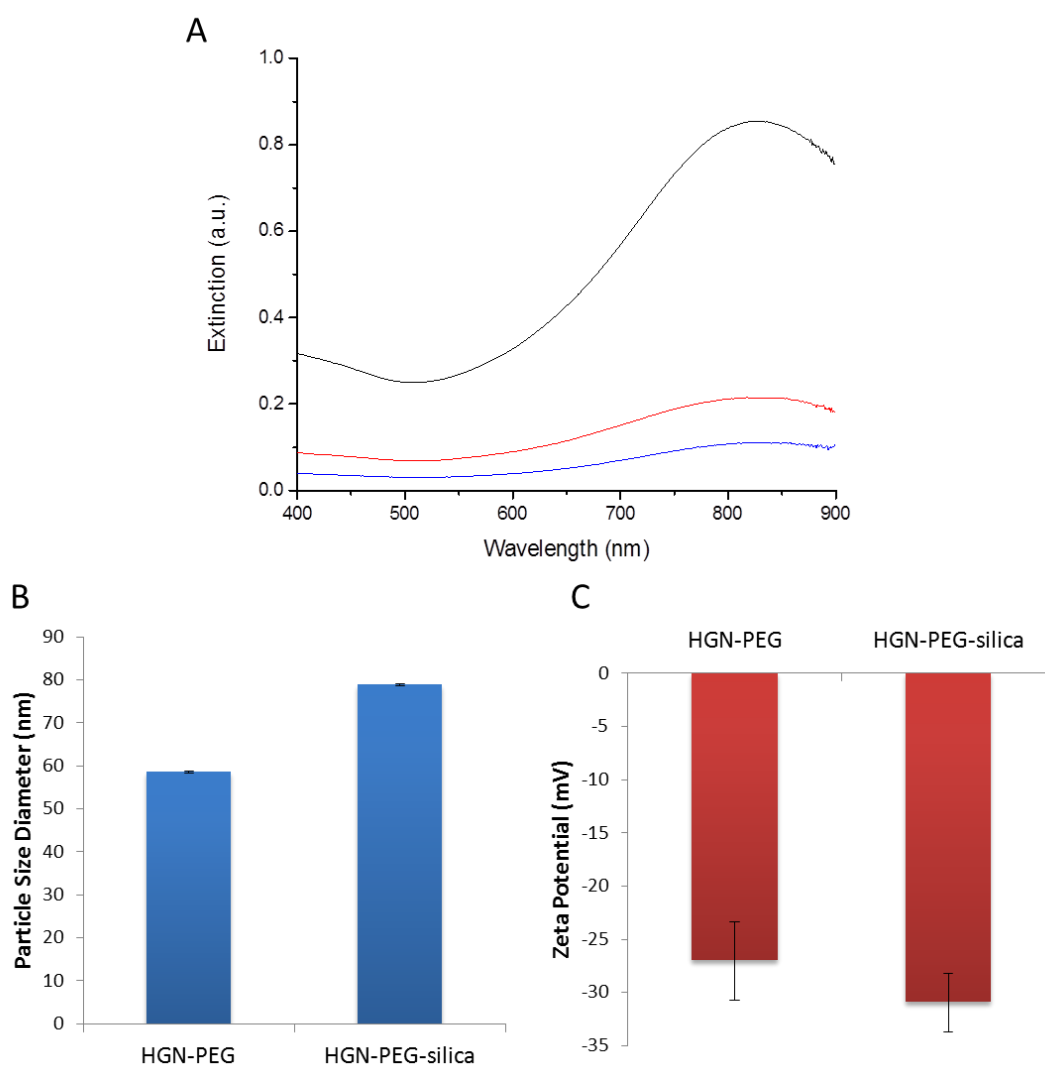 A
1.0
0.8
0.6
0.4
0.2
0.0
Extinction (a.u.)
400 500 600 700 800 900
Wavelength (nm)
B
90
80
70
60
50
40
30
20
10
0
Particle Size Diameter (nm)
HGN-PEG HGN-PEG-silica
C
HGN-PEG HGN-PEG-silica
0
-5
-10
-15
-20
-25
-30
-35
Zeta Potential (mV)